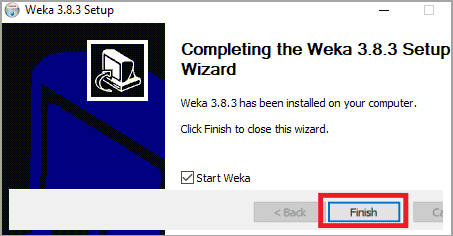 Weka 3.8.3 Setup
Completing the Weka 3.8.3 Setup
Wizard
Weka 3.8.3 has been installed on your computer.
Click Finish to close this wizard.
Start Weka
< Back Finish Ca